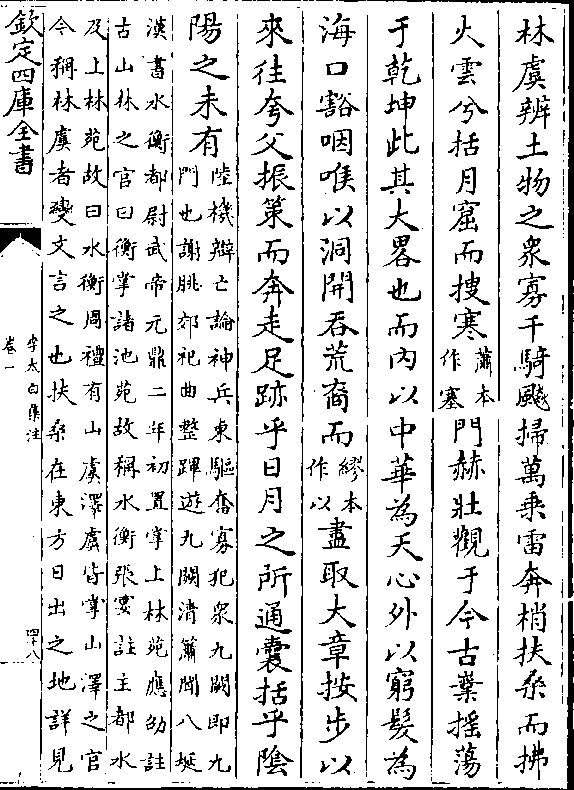 林虞辨土物之衆寡千騎飈掃萬乗雷奔梢扶桑而拂
火雲兮括月窟而捜寒
蕭本
作塞
門赫壯觀于今古業揺蕩
于乾坤此其大畧也而内以中華為天心外以窮髪為
海口豁咽喉以洞開吞荒裔而
繆本
作以
盡取大章按步以
來往夸父振策而奔走足跡乎日月之所通囊括乎隂
陽之未有
陸機辯亡論神兵東驅奮寡犯衆九闕即九
門也謝朓郊祀曲整蹕遊九闕清簫聞八埏
漢書水衡都尉武帝元鼎二年初置掌上林苑應劭註
古山林之官曰衡掌諸池苑故稱水衡張晏註主都水
及上林苑故曰水衡周禮有山虞澤虞皆掌山澤之官
今稱林虞者變文言之也扶桑在東方日出之地詳見
欽定四庫全書
李太白集注
卷一
四十八